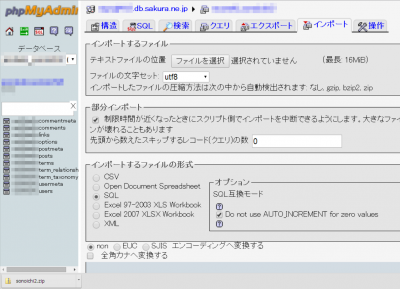 phpMyAdmin
.db.sakura.ne.jp
構造 SQL 検索 クエリ エクスポート インポート 操作
データベース
インポートするファイル
テキストファイルの位置 ファイルを選択 選択されていません (最長: 16MiB)
ファイルの文字セット: utf8
インポートしたファイルの圧縮方法は次の中から自動検出されます: なし, gzip, bzip2, zip
部分インポート
制限時間が近くなったときにスクリプト側でインポートを中断できるようにします。大きなファイ
ンが壊れることもあります
先頭から数えたスキップするレコード(クエリ)の数 0
インポートするファイルの形式
CSV
Open Document Spreadsheet
SQL
Excel 97-2003 XLS Workbook
Excel 2007 XLSX Workbook
XML
オプション
SQL互換モード
Do not use AUTO_INCREMENT for zero values
non EUC SJIS エンコーディングへ変換する
全角カナへ変換する
commentmeta
comments
links
options
postmeta
posts
terms
term_relationship
term_taxonomy
usermeta
users
sonoichi2.zip